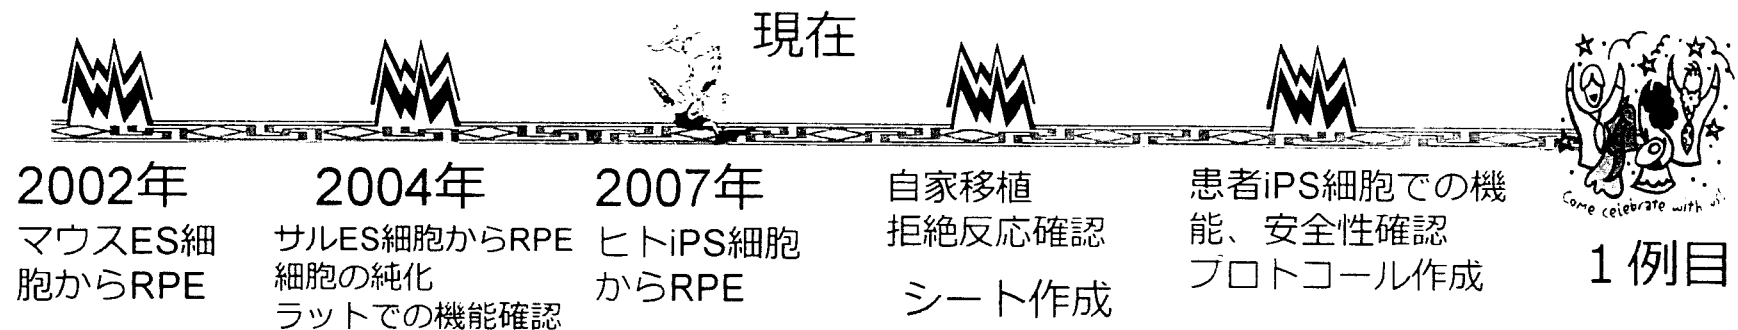 現在
2002年
マウスES細
胞からRPE
2004年
サルES細胞からRPE
細胞の純化
ラットでの機能確認
2007年
ヒトiPS細胞
からRPE
自家移植
拒絶反応確認
シート作成
患者iPS細胞での機
能、安全性確認
プロトコール作成
Come celebrate with
1例目